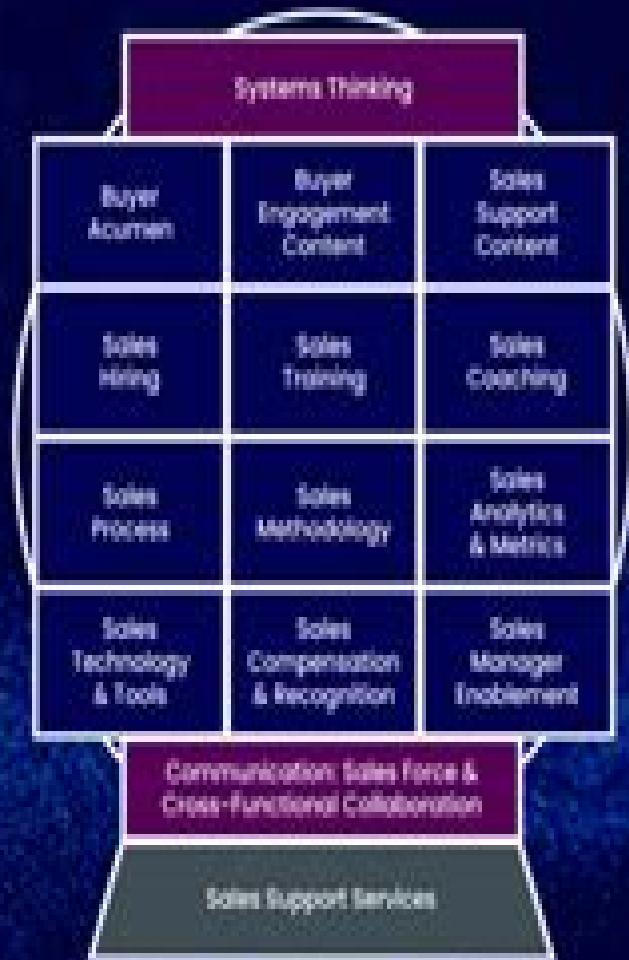 Systems Thinking
Buyer
Acumen
Buyer
Engagement
Content
Sales
Support
Content
Sales
Hiring
Sales
Training
Sales
Coaching
Sales
Process
Sales
Methodology
Sales
Analytics
& Metrics
Sales
Technology
& Tools
Sales
Compensation
& Recognition
Sales
Manager
Enablement
Communication: Sales Force &
Cross-Functional Collaboration
Sales Support Services